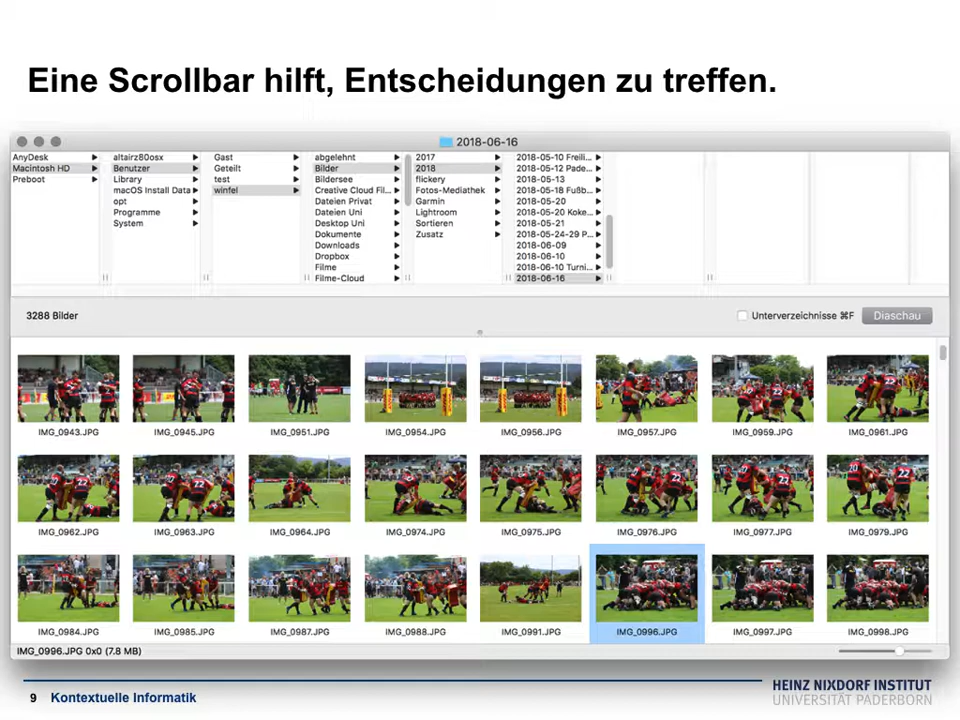 Eine Scrollbar hilft, Entscheidungen zu treffen.
2018-06-16
AnyDesk
Macintosh HD
Preboot
altairz80osx
Benutzer
Library
macOS Install Data
opt
Programme
System
Gast
Geteilt
test
winfel
abgelehnt
Bilder
Bildersee
Creative Cloud Fil...
Dateien Privat
Dateien Uni
Desktop Uni
Dokumente
Downloads
Dropbox
Filme
Filme-Cloud
2017
2018
flickery
Fotos-Mediathek
Garmin
Lightroom
Sortieren
Zusatz
2018-05-10 Freili...
2018-05-12 Pade...
2018-05-13
2018-05-18 Fußb...
2018-05-20
2018-05-20 Koke...
2018-05-21
2018-05-24-29 P...
2018-06-09
2018-06-10
2018-06-10 Turni...
2018-06-16
3288 Bilder
Unterverzeichnisse ⌘F
Diaschau
IMG_0943.JPG
IMG_0945.JPG
IMG_0951.JPG
IMG_0954.JPG
IMG_0956.JPG
IMG_0957.JPG
IMG_0959.JPG
IMG_0961.JPG
IMG_0962.JPG
IMG_0963.JPG
IMG_0964.JPG
IMG_0974.JPG
IMG_0975.JPG
IMG_0976.JPG
IMG_0977.JPG
IMG_0979.JPG
IMG_0984.JPG
IMG_0985.JPG
IMG_0987.JPG
IMG_0988.JPG
IMG_0991.JPG
IMG_0996.JPG
IMG_0997.JPG
IMG_0998.JPG
IMG_0996.JPG 0x0 (7.8 MB)
9 Kontextuelle Informatik
HEINZ NIXDORF INSTITUT
UNIVERSITÄT PADERBORN